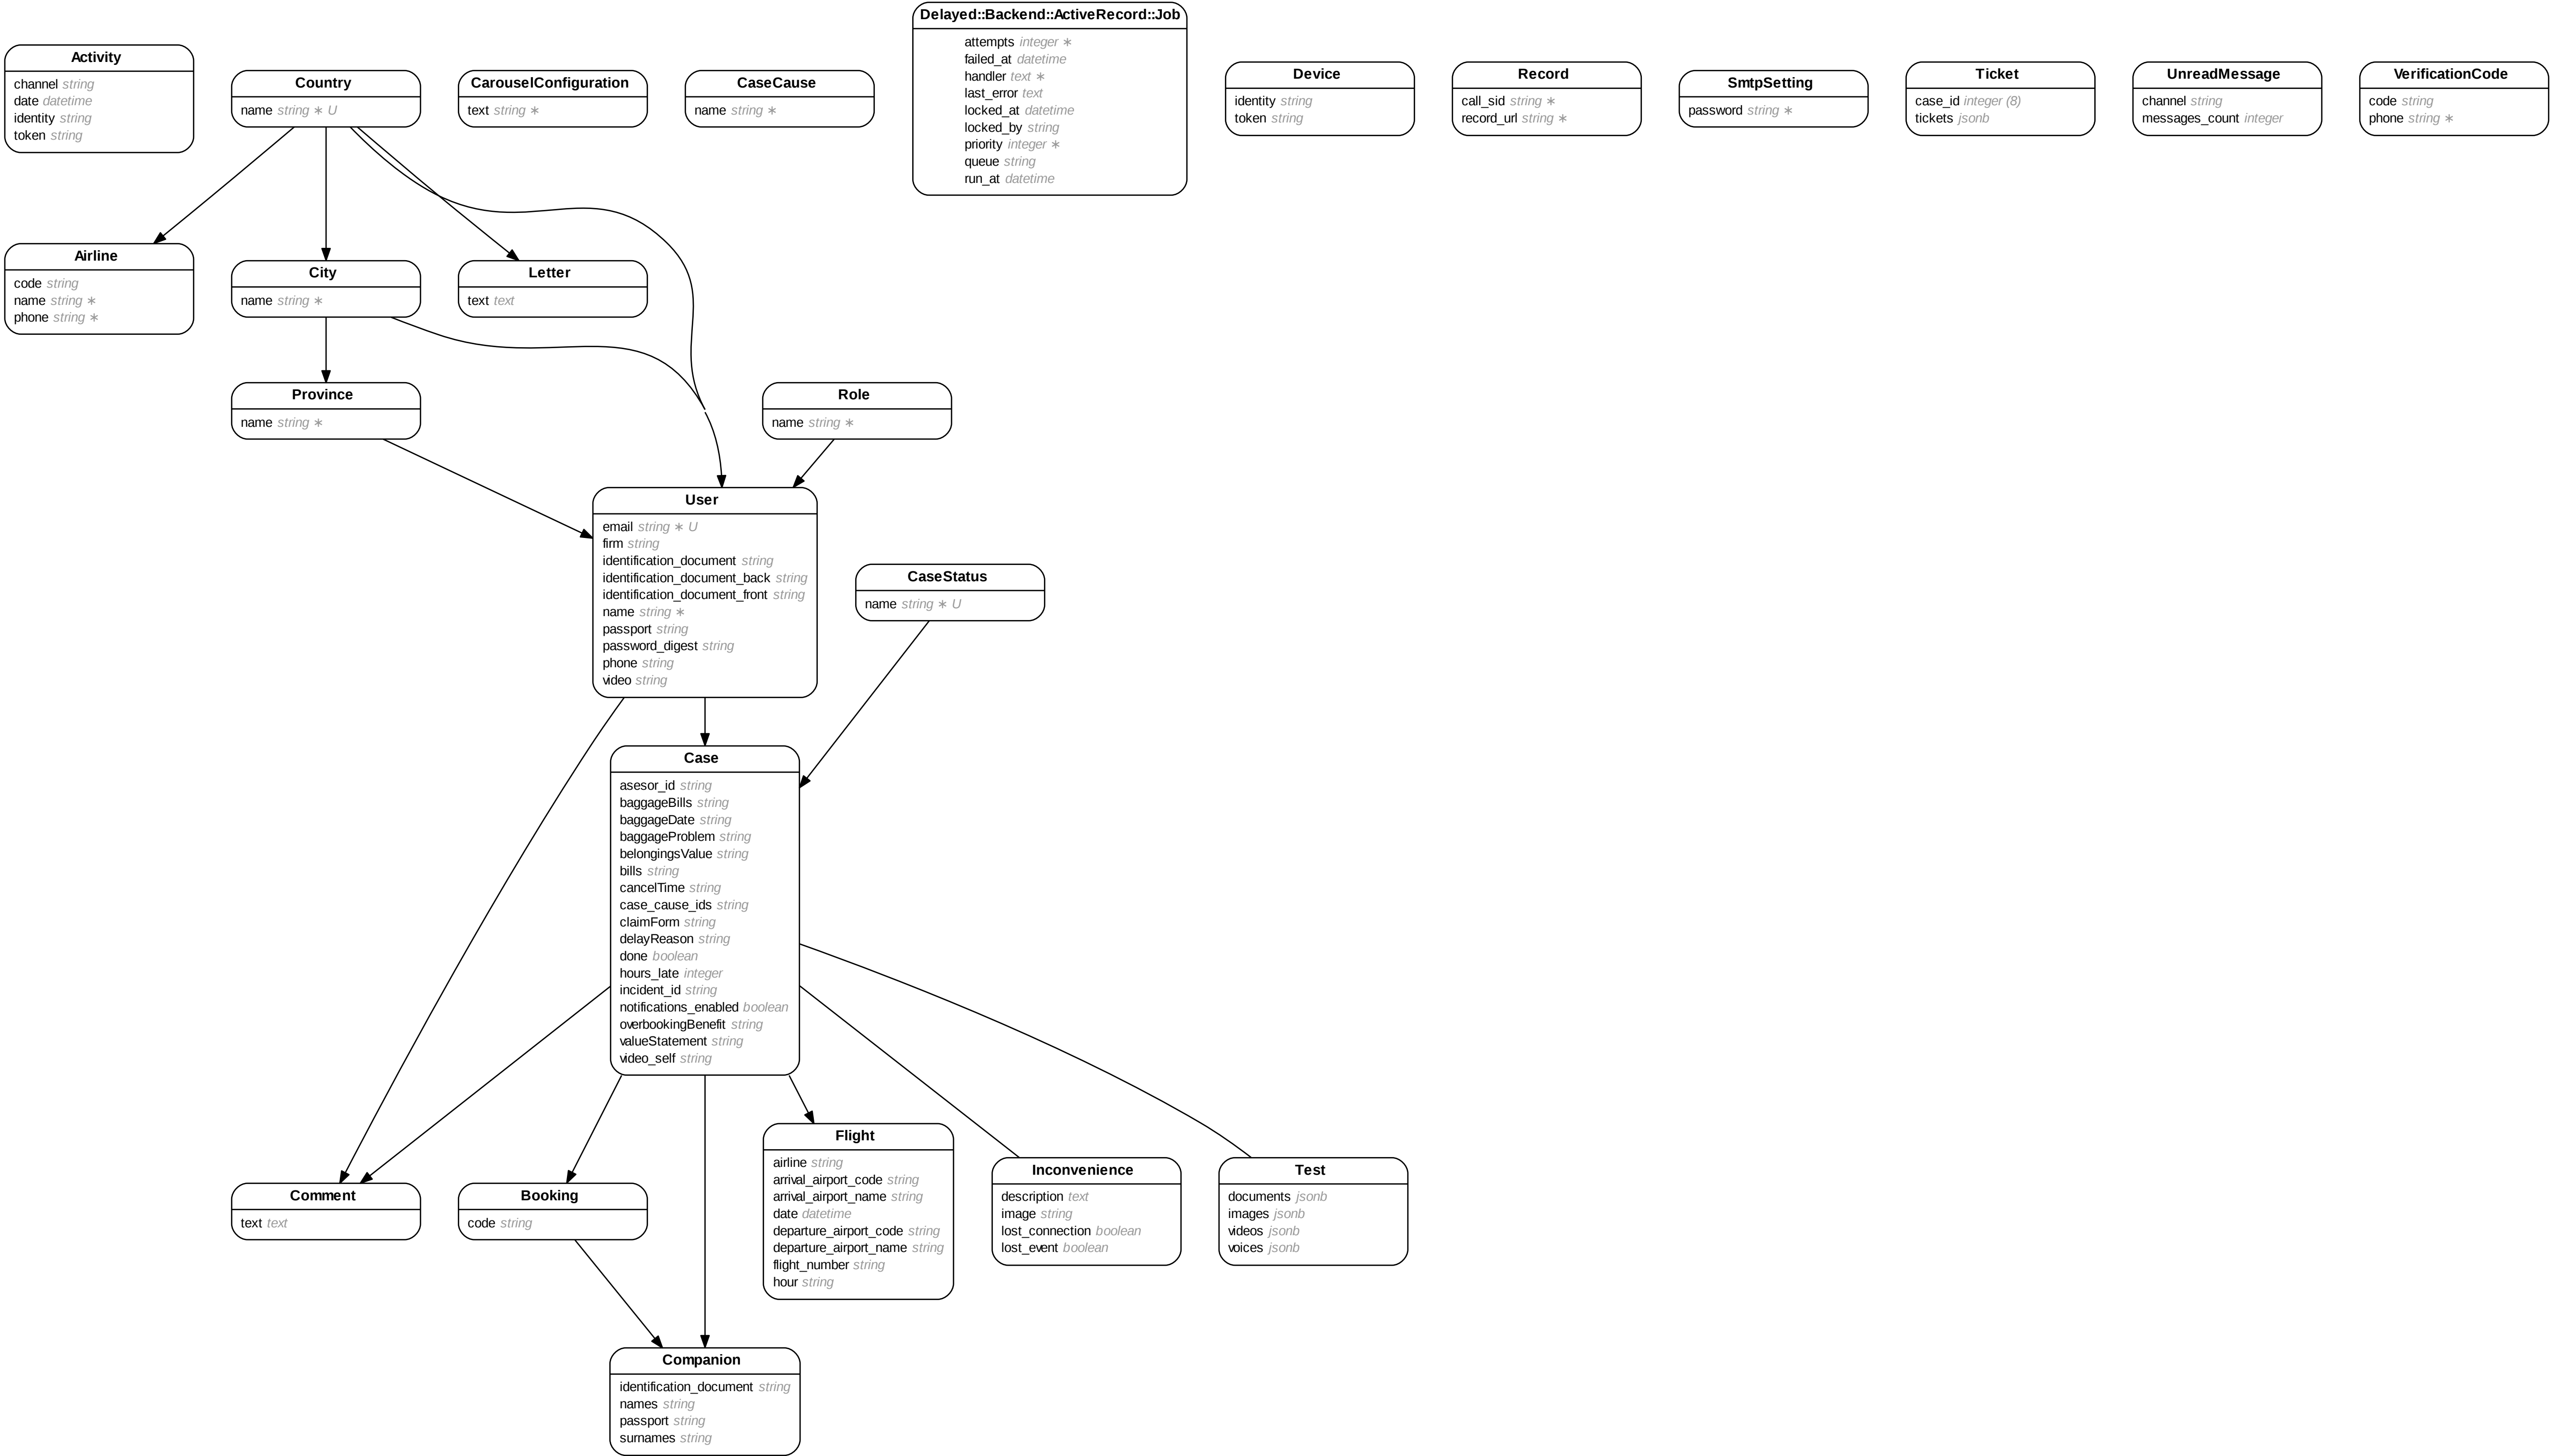 Activity
channel string
date datetime
identity string
token string
Country
name string ∗ U
CarouselConfiguration
text string ∗
CaseCause
name string ∗
Delayed::Backend::ActiveRecord::Job
attempts integer ∗
failed_at datetime
handler text ∗
last_error text
locked_at datetime
locked_by string
priority integer ∗
queue string
run_at datetime
Device
identity string
token string
Record
call_sid string ∗
record_url string ∗
SmtpSetting
password string ∗
Ticket
case_id integer (8)
tickets jsonb
UnreadMessage
channel string
messages_count integer
VerificationCode
code string
phone string ∗
Airline
code string
name string ∗
phone string ∗
City
name string ∗
Letter
text text
Province
name string ∗
Role
name string ∗
User
email string ∗ U
firm string
identification_document string
identification_document_back string
identification_document_front string
name string ∗
passport string
password_digest string
phone string
video string
CaseStatus
name string ∗ U
Case
asesor_id string
baggageBills string
baggageDate string
baggageProblem string
belongingsValue string
bills string
cancelTime string
case_cause_ids string
claimForm string
delayReason string
done boolean
hours_late integer
incident_id string
notifications_enabled boolean
overbookingBenefit string
valueStatement string
video_self string
Comment
text text
Booking
code string
Flight
airline string
arrival_airport_code string
arrival_airport_name string
date datetime
departure_airport_code string
departure_airport_name string
flight_number string
hour string
Inconvenience
description text
image string
lost_connection boolean
lost_event boolean
Test
documents jsonb
images jsonb
videos jsonb
voices jsonb
Companion
identification_document string
names string
passport string
surnames string